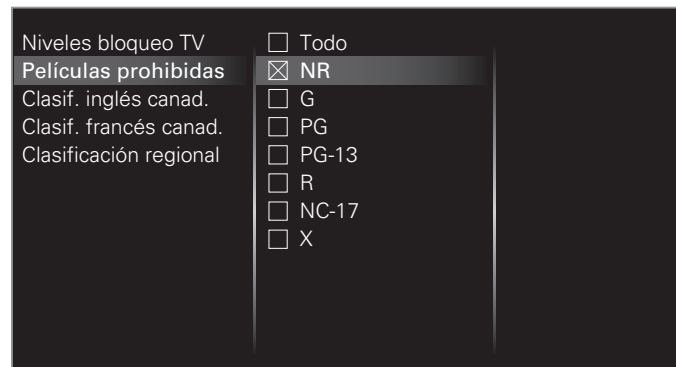 Niveles bloqueo TV
Películas prohibidas
Clasif. inglés canad.
Clasif. francés canad.
Clasificación regional
Todo
NR
G
PG
PG-13
R
NC-17
X